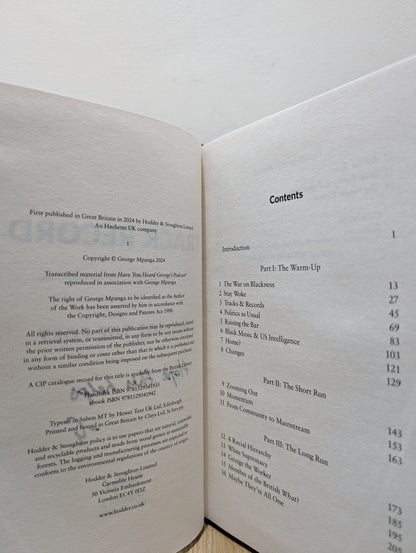 First published in Great Britain in 2024 by Hodder & Stoughton Limited
An Hachette UK company
1
Copyright © George Mpanga 2024
Transcribed material from Have You Heard George's Podcast?
reproduced in association with George Mpanga
The right of George Mpanga to be identified as the Author
of the Work has been asserted by him in accordance with
the Copyright, Designs and Patents Act 1988.
All rights reserved. No part of this publication may be reproduced, stored
in a retrieval system, or transmitted, in any form or by any means without
the prior written permission of the publisher, nor be otherwise circulated
in any form of binding or cover other than that in which it is published and
without a similar condition being imposed on the subsequent purchaser.
A CIP catalogue record for this title is available from the British Library
Hardback ISBN
ebook ISBN
Typeset in Sabon MT by Hewer Text UK Ltd, Edinburgh
Printed and bound in Great Britain by Clays Ltd, Elcograf S.p.A.
Hodder & Stoughton policy is to use papers that are natural, renewable
and recyclable products and made from wood grown in sustainable
forests. The logging and manufacturing processes are expected to
conform to the environmental regulations of the country of origin.
Hodder & Stoughton Limited
Carmelite House
50 Victoria Embankment
London EC4Y 0DZ
www.hodder.co.uk
Contents
Introduction 1
Part I: The Warm-Up
1 The War on Blackness 13
2 Stay Woke 27
3 Tracks & Records 45
4 Politics as Usual 69
5 Raising the Bar 83
6 Black Music & US Intelligence 103
7 Home? 121
8 Changes 129
Part II: The Short Run
9 Zooming Out 143
10 Momentum 153
11 From Community to Mainstream 163
Part III: The Long Run
12 A Racial Hierarchy 173
13 White Supremacy 185
14 George the Worker 195
15 Member of the British What?
16 Maybe They're All One